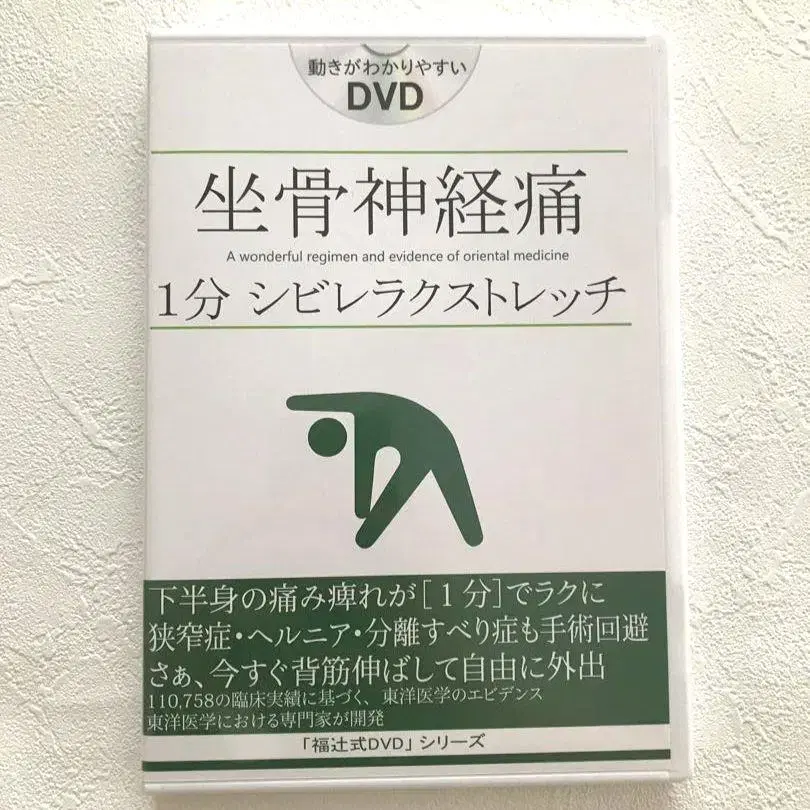 動きがわかりやすい
DVD
坐骨神経痛
A wonderful regimen and evidence of oriental medicine
1分 シビレラクストレッチ
下半身の痛み痺れが[1分]でラクに
狭窄症・ヘルニア・分離すべり症も手術回避
さぁ、今すぐ背筋伸ばして自由に外出
110,758の臨床実績に基づく、東洋医学のエビデンス
東洋医学における専門家が開発
「福辻式DVD」シリーズ